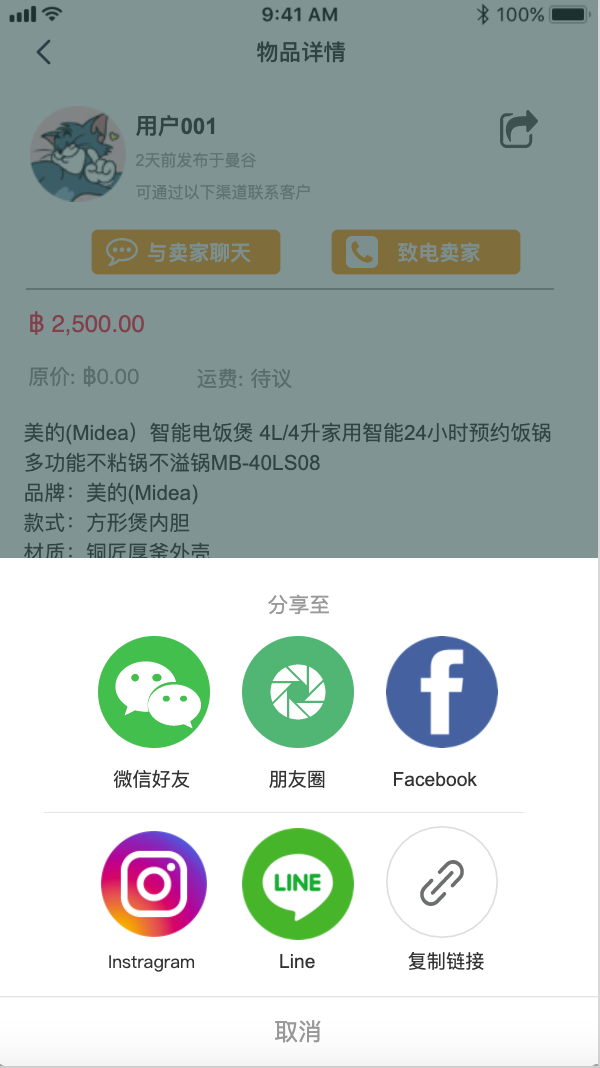 9:41 AM
100%
物品详情
用户001
2天前发布于曼谷
可通过以下渠道联系客户
与卖家聊天
致电卖家
฿ 2,500.00
原价: ฿0.00
运费: 待议
美的(Midea）智能电饭煲 4L/4升家用智能24小时预约饭锅
多功能不粘锅不溢锅MB-40LS08
品牌：美的(Midea)
款式：方形煲内胆
材质：铜匠厚釜外壳
分享至
微信好友
朋友圈
Facebook
LINE
Instragram
Line
复制链接
取消